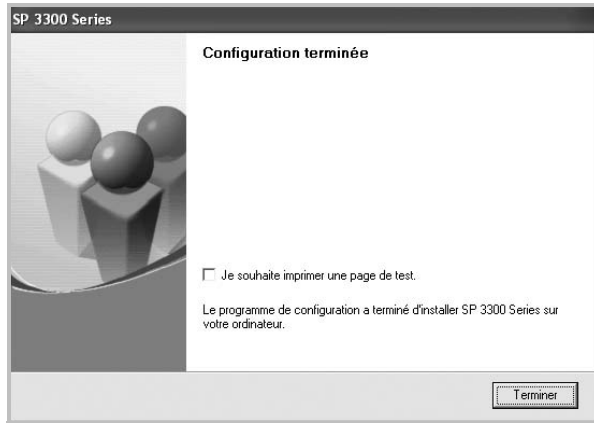 SP 3300 Series
Configuration terminée
Je souhaite imprimer une page de test.
Le programme de configuration a terminé d'installer SP 3300 Series sur
votre ordinateur.
Terminer